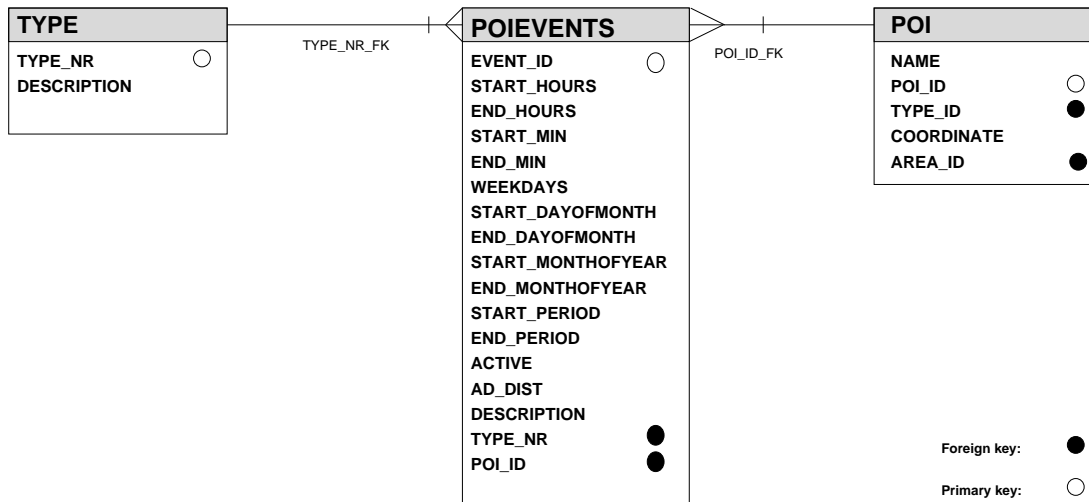 TYPE
TYPE_NR
DESCRIPTION
TYPE_NR_FK
POIEVENTS
EVENT_ID
START_HOURS
END_HOURS
START_MIN
END_MIN
WEEKDAYS
START_DAYOFMONTH
END_DAYOFMONTH
START_MONTHOFYEAR
END_MONTHOFYEAR
START_PERIOD
END_PERIOD
ACTIVE
AD_DIST
DESCRIPTION
TYPE_NR
POI_ID
POI_ID_FK
POI
NAME
POI_ID
TYPE_ID
COORDINATE
AREA_ID
Foreign key:
Primary key: